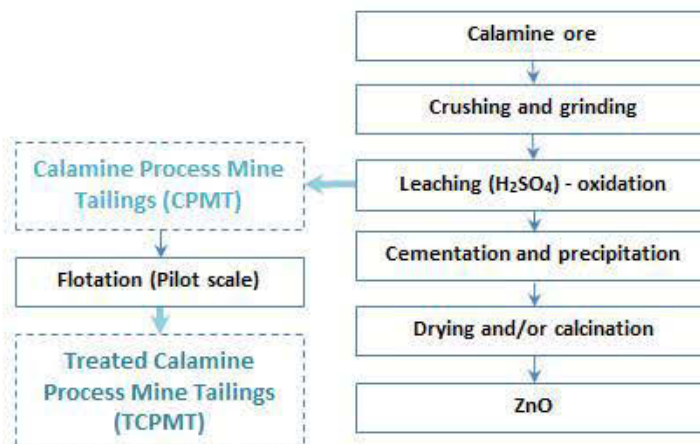 Calamine ore
Crushing and grinding
Leaching (H₂SO₄) - oxidation
Cementation and precipitation
Drying and/or calcination
ZnO
Calamine Process Mine
Tailings (CPMT)
Flotation (Pilot scale)
Treated Calamine
Process Mine Tailings
(TCPMT)